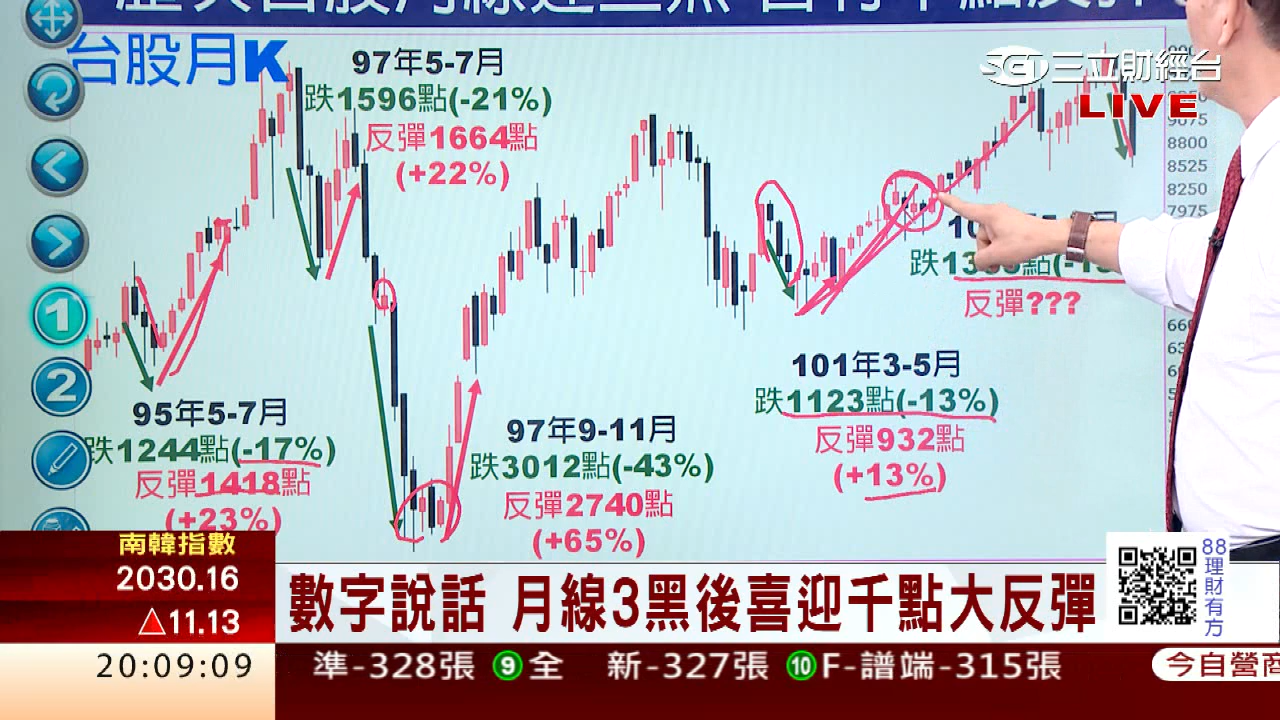 台股月K
97年5-7月
跌1596點(-21%)
反彈1664點
(+22%)
三立財經台
LIVE
8800
8525
8250
7975
反彈???
1
2
95年5-7月
跌1244點(-17%)
反彈1418點
(+23%)
97年9-11月
跌3012點(-43%)
反彈2740點
(+65%)
101年3-5月
跌1123點(-13%)
反彈932點
(+13%)
南韓指數
2030.16
△11.13
20:09:09
數字說話 月線3黑後喜迎千點大反彈
88理財有方
準-328張 9全 新-327張 10F-譜端-315張
今自營商